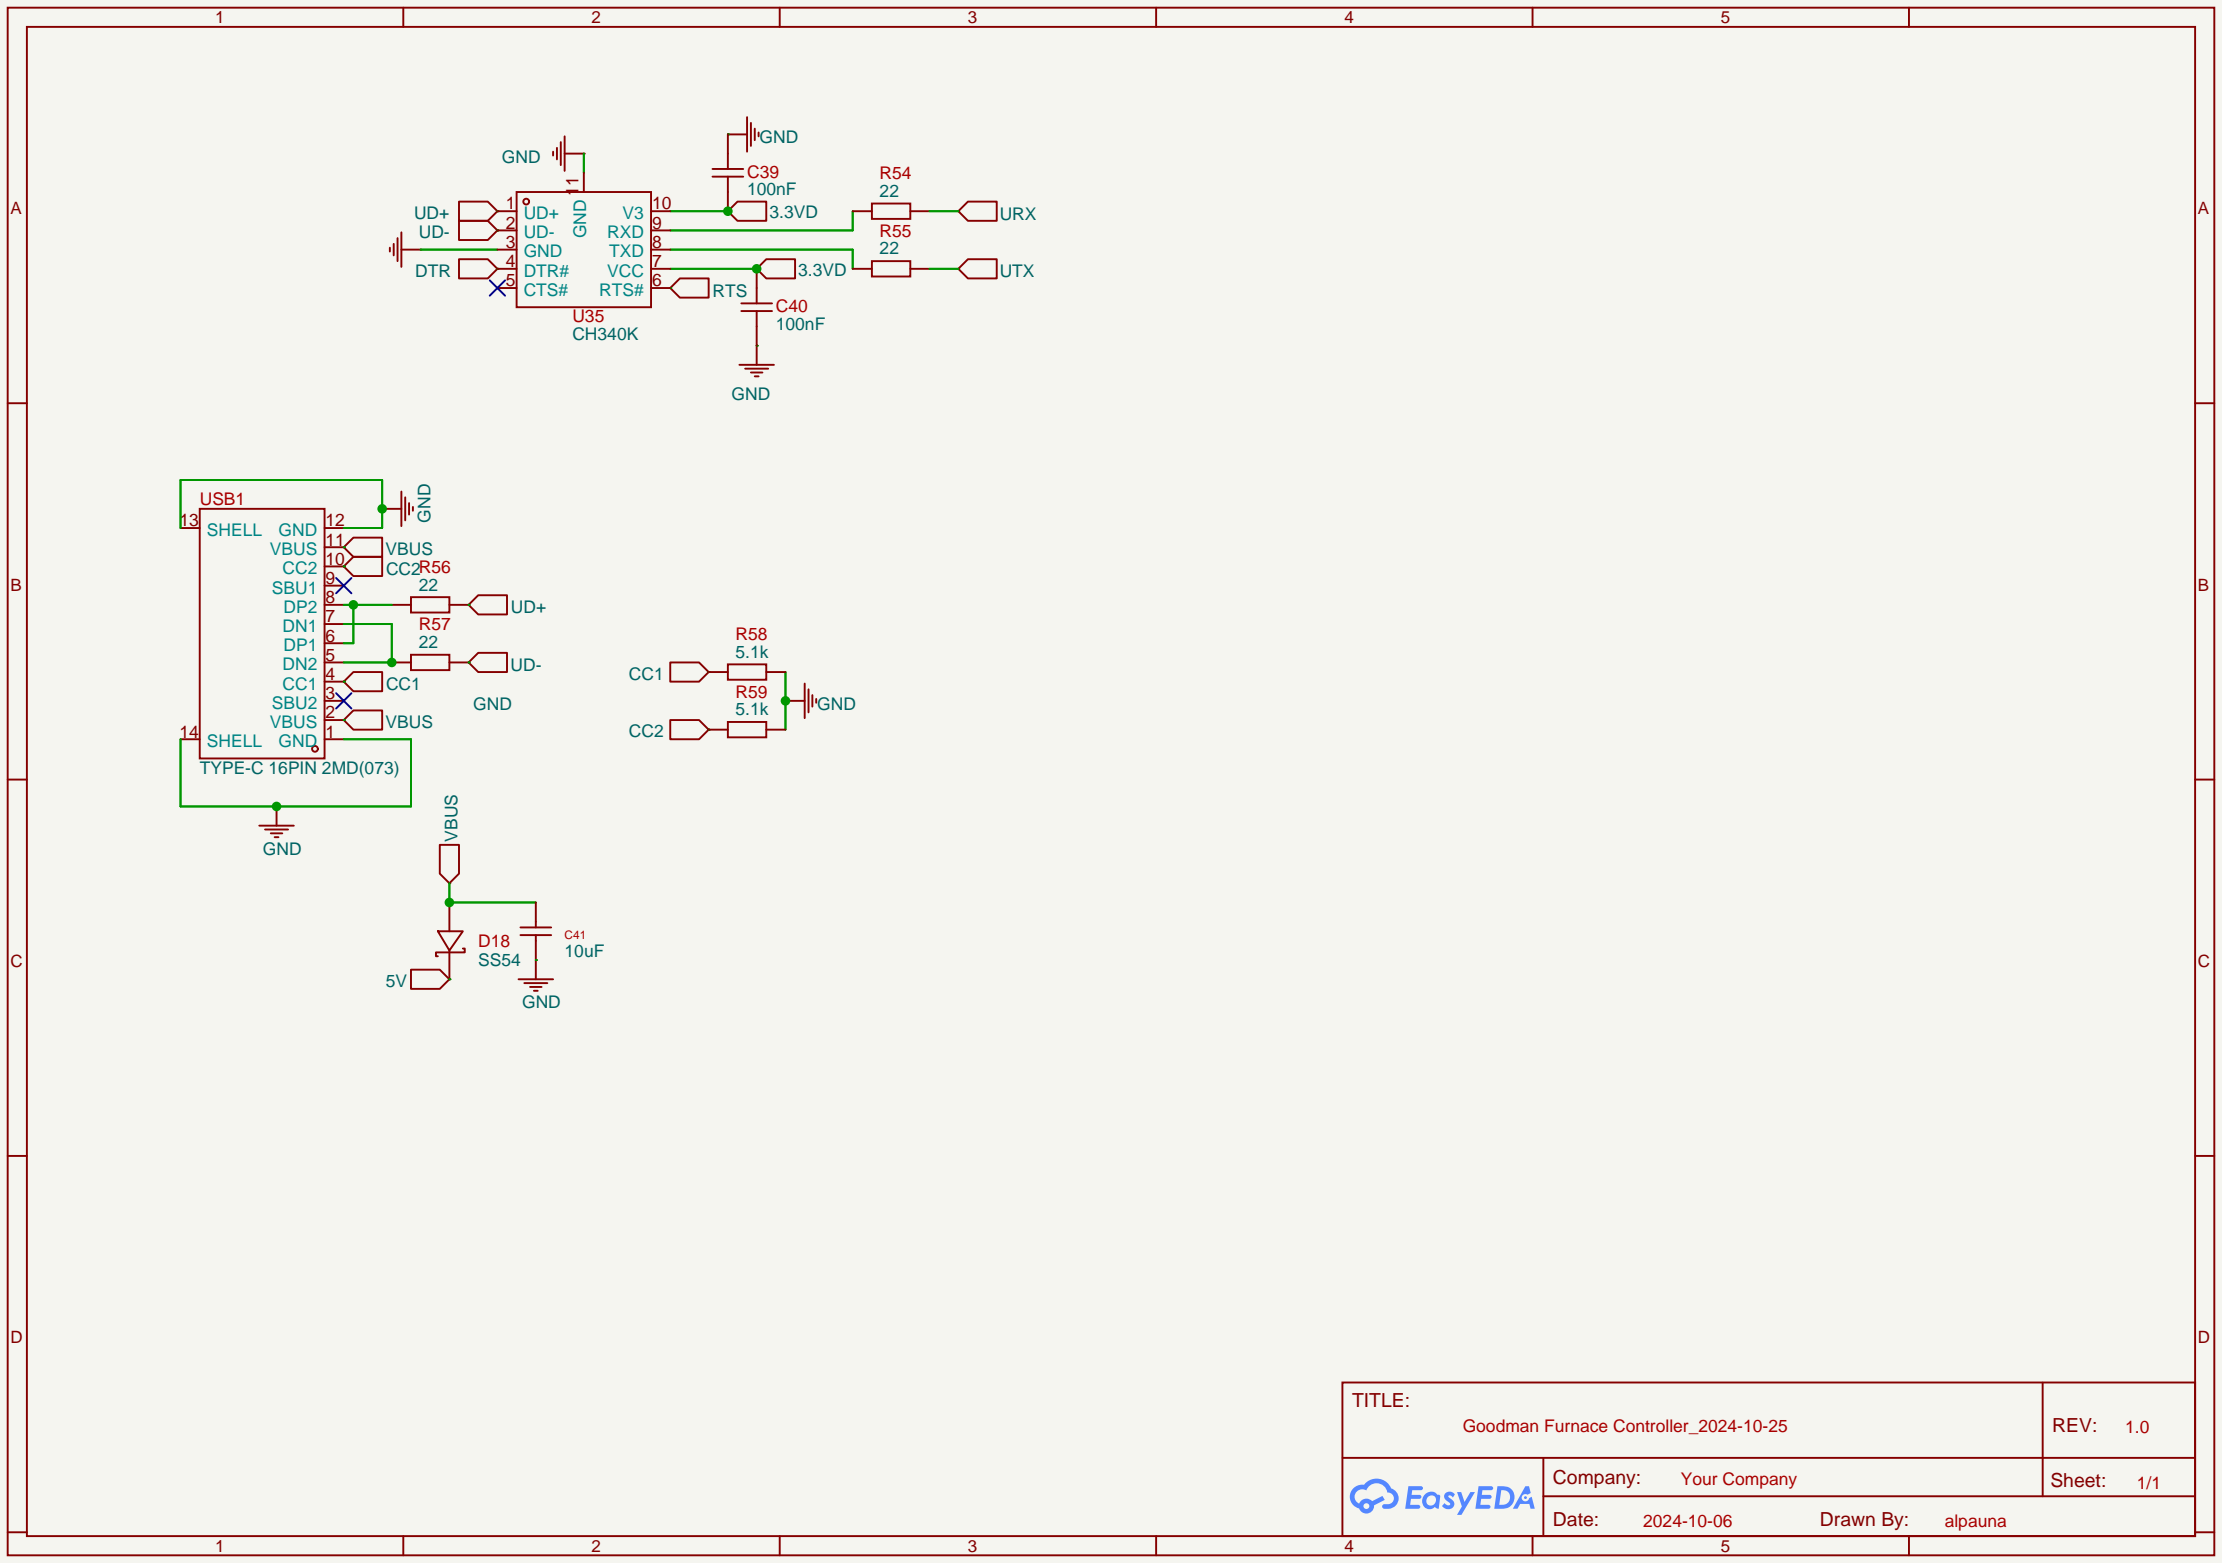 1 2 3 4 5
A A
B B
C C
D D
1 2 3 4 5
GND
GND
C39
100nF
R54
22
11
UD+
UD-
DTR
1
2
3
4
5
UD+
UD-
GND
DTR#
CTS#
GND
V3
RXD
TXD
VCC
RTS#
10
9
8
7
6
3.3VD
URX
R55
22
3.3VD
UTX
RTS
U35
CH340K
C40
100nF
GND
USB1
GND
13 SHELL GND 12
VBUS 11 VBUS
CC2 10 CC2
R56
22
SBU1 9
DP2 8 UD+
DN1 7
R57
22
DP1 6
DN2 5 UD-
CC1 4 CC1
SBU2 3 GND
VBUS 2 VBUS
14 SHELL GND 1
TYPE-C 16PIN 2MD(073)
GND
R58
5.1k
CC1
R59
5.1k
GND
CC2
VBUS
D18
SS54
C41
10uF
5V
GND
TITLE:
Goodman Furnace Controller_2024-10-25
REV: 1.0
EasyEDA
Company: Your Company
Sheet: 1/1
Date: 2024-10-06
Drawn By: alpauna